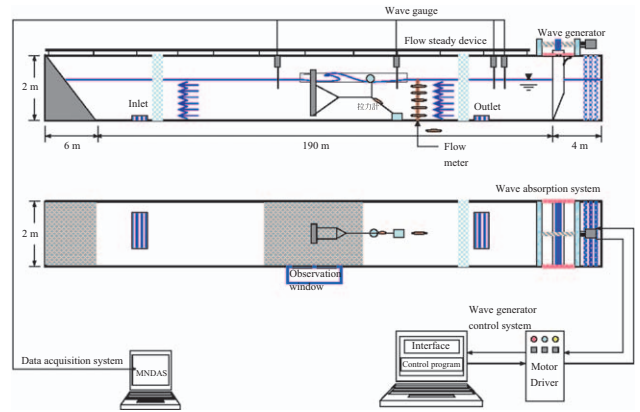 Wave gauge
Wave generator
Flow steady device
2 m
Inlet
拉力計
Outlet
6 m
190 m
4 m
Flow
meter
Wave absorption system
2 m
Observation
window
Wave generator
control system
Data acquisition system
MNDAS
Interface
Control program
Motor
Driver